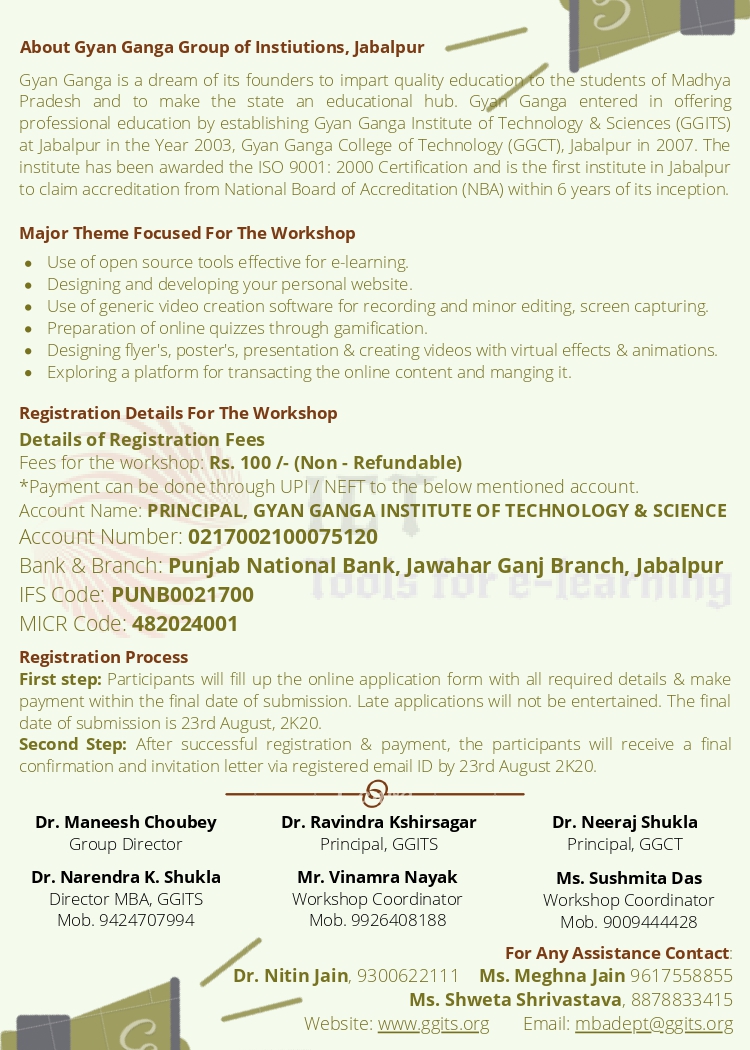 About Gyan Ganga Group of Instiutions, Jabalpur
Gyan Ganga is a dream of its founders to impart quality education to the students of Madhya
Pradesh and to make the state an educational hub. Gyan Ganga entered in offering
professional education by establishing Gyan Ganga Institute of Technology & Sciences (GGITS)
at Jabalpur in the Year 2003, Gyan Ganga College of Technology (GGCT), Jabalpur in 2007. The
institute has been awarded the ISO 9001: 2000 Certification and is the first institute in Jabalpur
to claim accreditation from National Board of Accreditation (NBA) within 6 years of its inception.
Major Theme Focused For The Workshop
• Use of open source tools effective for e-learning.
• Designing and developing your personal website.
• Use of generic video creation software for recording and minor editing, screen capturing.
• Preparation of online quizzes through gamification.
• Designing flyer's, poster's, presentation & creating videos with virtual effects & animations.
• Exploring a platform for transacting the online content and manging it.
Registration Details For The Workshop
Details of Registration Fees
Fees for the workshop: Rs. 100 /- (Non - Refundable)
*Payment can be done through UPI / NEFT to the below mentioned account.
Account Name: PRINCIPAL, GYAN GANGA INSTITUTE OF TECHNOLOGY & SCIENCE
Account Number: 0217002100075120
Bank & Branch: Punjab National Bank, Jawahar Ganj Branch, Jabalpur
IFS Code: PUNB0021700
MICR Code: 482024001
ICT
Tools for e-learning
Registration Process
First step: Participants will fill up the online application form with all required details & make
payment within the final date of submission. Late applications will not be entertained. The final
date of submission is 23rd August, 2K20.
Second Step: After successful registration & payment, the participants will receive a final
confirmation and invitation letter via registered email ID by 23rd August 2K20.
Dr. Maneesh Choubey
Group Director
Dr. Ravindra Kshirsagar
Principal, GGITS
Dr. Neeraj Shukla
Principal, GGCT
Dr. Narendra K. Shukla
Director MBA, GGITS
Mob. 9424707994
Mr. Vinamra Nayak
Workshop Coordinator
Mob. 9926408188
Ms. Sushmita Das
Workshop Coordinator
Mob. 9009444428
For Any Assistance Contact:
Dr. Nitin Jain, 9300622111 Ms. Meghna Jain 9617558855
Ms. Shweta Shrivastava, 8878833415
Website: www.ggits.org Email: mbadept@ggits.org